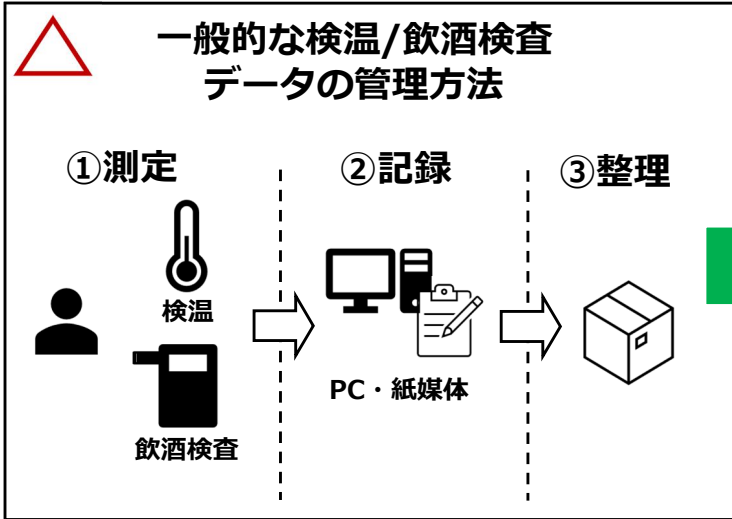 一般的な検温/飲酒検査
データの管理方法
①測定
②記録
③整理
検温
飲酒検査
PC・紙媒体